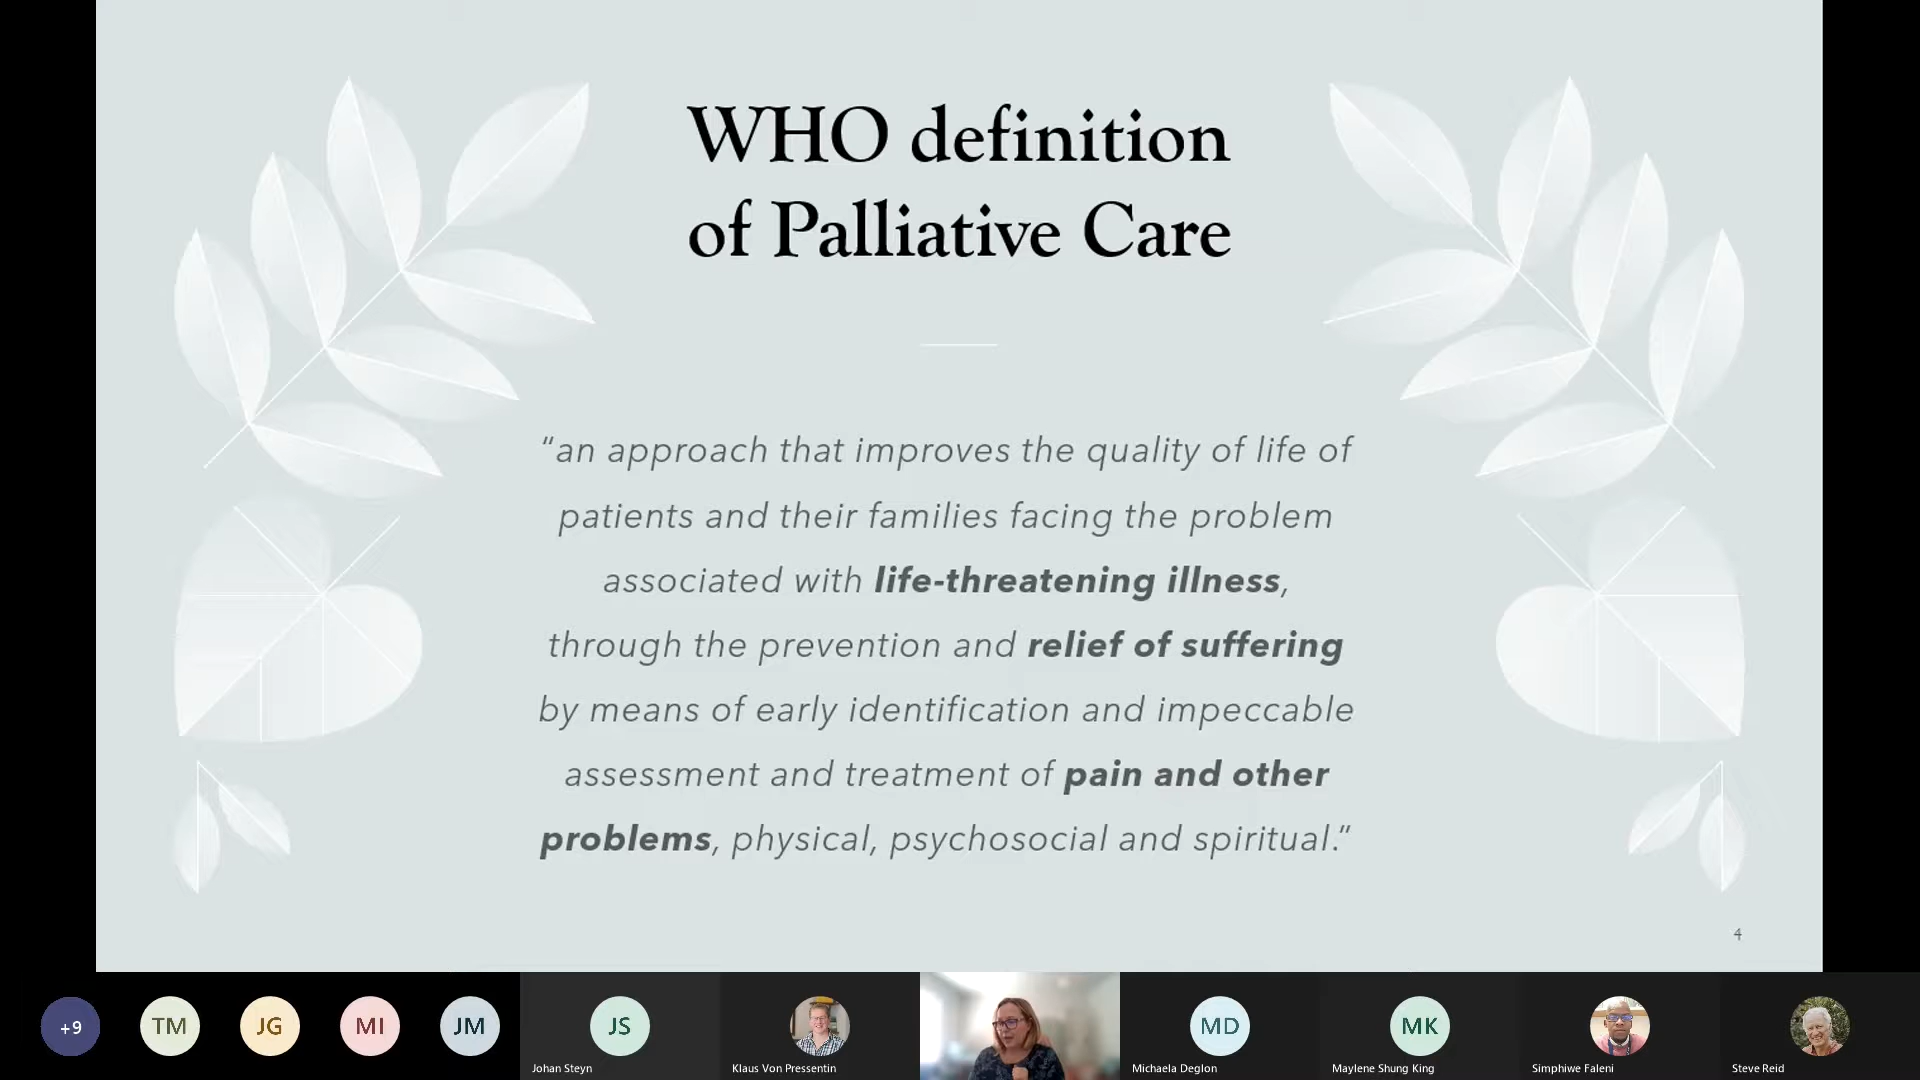 WHO definition
of Palliative Care
“an approach that improves the quality of life of
patients and their families facing the problem
associated with life-threatening illness,
through the prevention and relief of suffering
by means of early identification and impeccable
assessment and treatment of pain and other
problems, physical, psychosocial and spiritual.”
4
+9
TM
JG
MI
JM
JS
Johan Steyn
Klaus Von Pressentin
MD
Michaela Deglon
MK
Maylene Shung King
Simphiwe Faleni
Steve Reid